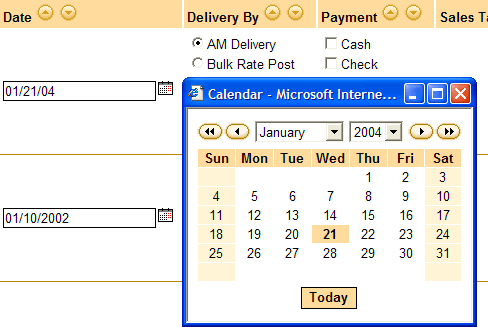 Date Delivery By Payment Sales Ta
AM Delivery Cash
Bulk Rate Post Check
01/21/04
Calendar - Microsoft Interne...
January 2004
Sun Mon Tue Wed Thu Fri Sat
1 2 3
4 5 6 7 8 9 10
11 12 13 14 15 16 17
18 19 20 21 22 23 24
25 26 27 28 29 30 31
Today
01/10/2002